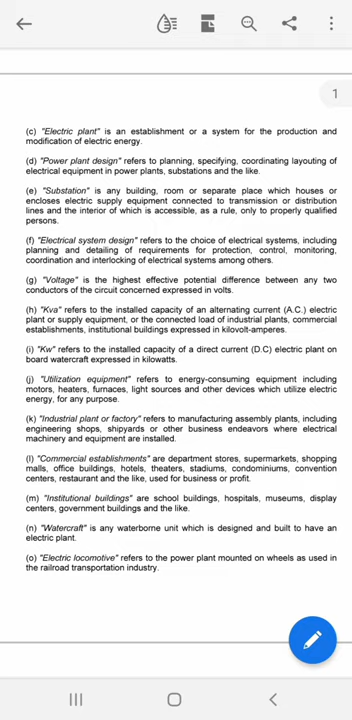 1
(c) "Electric plant" is an establishment or a system for the production and
modification of electric energy.
(d) "Power plant design" refers to planning, specifying, coordinating layouting of
electrical equipment in power plants, substations and the like.
(e) "Substation" is any building, room or separate place which houses or
encloses electric supply equipment connected to transmission or distribution
lines and the interior of which is accessible, as a rule, only to properly qualified
persons.
(f) "Electrical system design" refers to the choice of electrical systems, including
planning and detailing of requirements for protection, control, monitoring,
coordination and interlocking of electrical systems among others.
(g) "Voltage" is the highest effective potential difference between any two
conductors of the circuit concerned expressed in volts.
(h) "Kva" refers to the installed capacity of an alternating current (A.C.) electric
plant or supply equipment, or the connected load of industrial plants, commercial
establishments, institutional buildings expressed in kilovolt-amperes.
(i) "Kw" refers to the installed capacity of a direct current (D.C) electric plant on
board watercraft expressed in kilowatts.
(j) "Utilization equipment" refers to energy-consuming equipment including
motors, heaters, furnaces, light sources and other devices which utilize electric
energy, for any purpose.
(k) "Industrial plant or factory" refers to manufacturing assembly plants, including
engineering shops, shipyards or other business endeavors where electrical
machinery and equipment are installed.
(l) "Commercial establishments" are department stores, supermarkets, shopping
malls, office buildings, hotels, theaters, stadiums, condominiums, convention
centers, restaurant and the like, used for business or profit.
(m) "Institutional buildings" are school buildings, hospitals, museums, display
centers, government buildings and the like.
(n) "Watercraft" is any waterborne unit which is designed and built to have an
electric plant.
(o) "Electric locomotive" refers to the power plant mounted on wheels as used in
the railroad transportation industry.